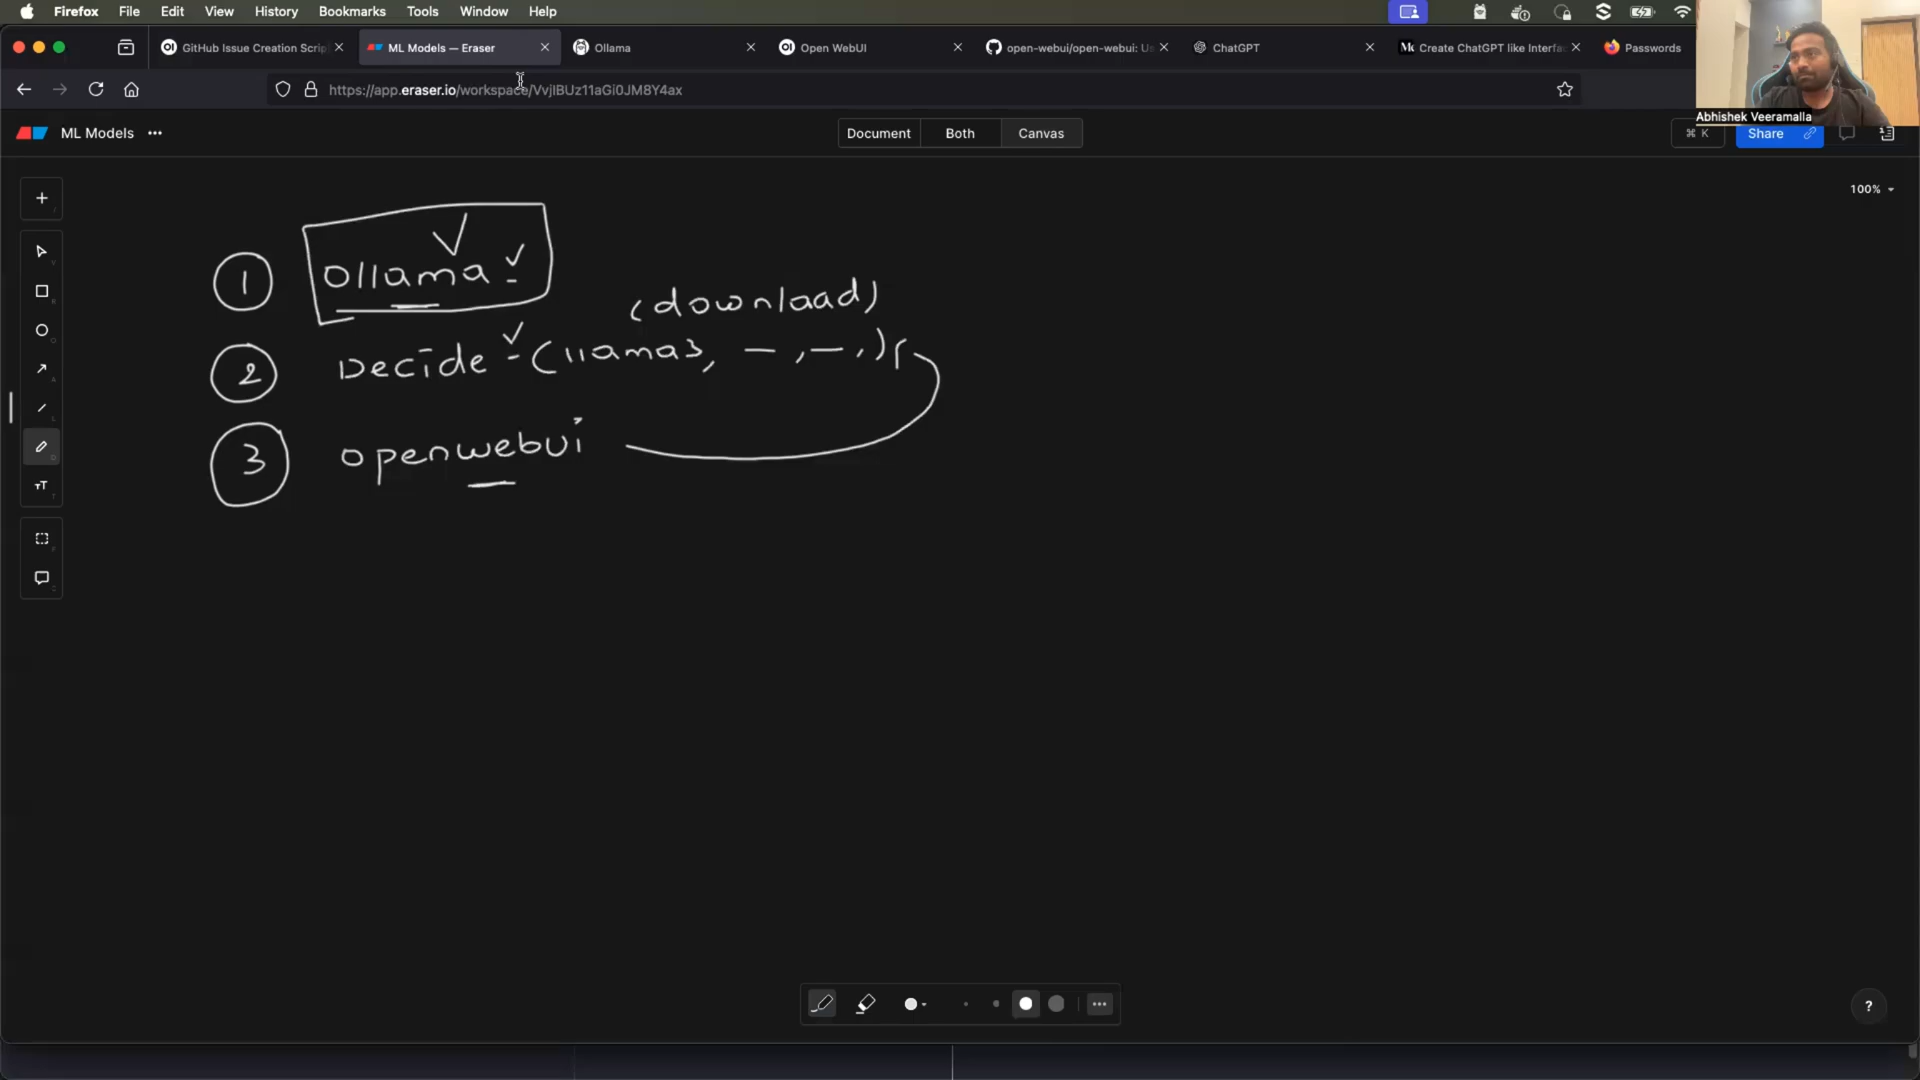 Firefox File Edit View History Bookmarks Tools Window Help
GitHub Issue Creation Scrip
ML Models — Eraser
Ollama
Open WebUI
open-webui/open-webui: Us
ChatGPT
Create ChatGPT like Interfa
Passwords
https://app.eraser.io/workspace/VvjlBUz11aGi0JM8Y4ax
Abhishek Veeramalla
ML Models
Document Both Canvas
⌘ K
Share
100%
1 ollama
(download)
2 Decide - (llama3, — , — , )
3 openwebui
?